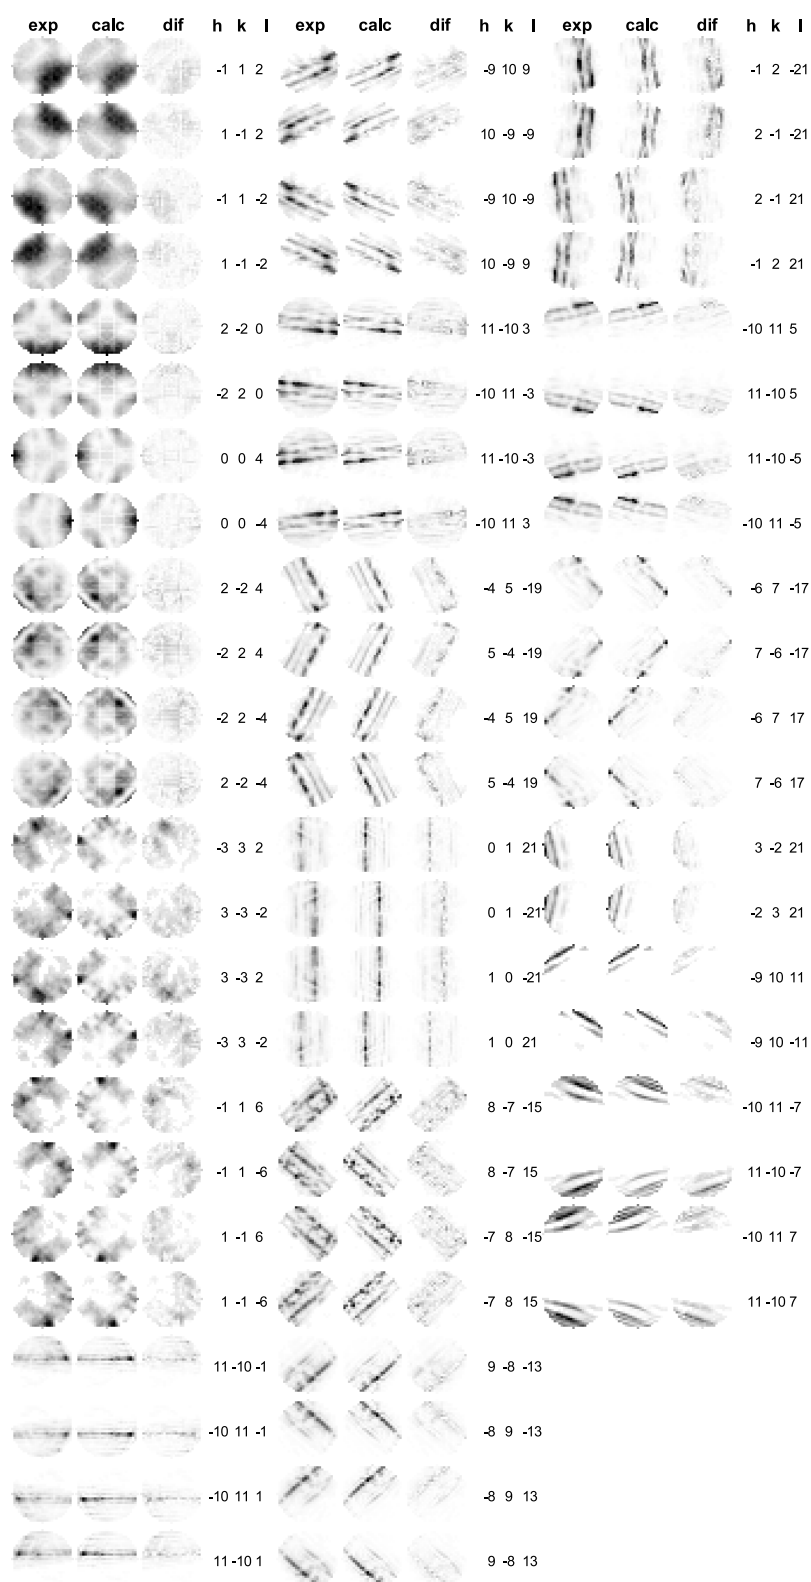 exp calc dif h k l exp calc dif h k l exp calc dif h k l
-1 1 2 -9 10 9 -1 2 -21
1 -1 2 10 -9 -9 2 -1 -21
-1 1 -2 -9 10 -9 2 -1 21
1 -1 -2 10 -9 9 -1 2 21
2 -2 0 11 -10 3 -10 11 5
-2 2 0 -10 11 -3 11 -10 5
0 0 4 11 -10 -3 11 -10 -5
0 0 -4 -10 11 3 -10 11 -5
2 -2 4 -4 5 -19 -6 7 -17
-2 2 4 5 -4 -19 7 -6 -17
-2 2 -4 -4 5 19 -6 7 17
2 -2 -4 5 -4 19 7 -6 17
-3 3 2 0 1 21 3 -2 21
3 -3 -2 0 1 -21 -2 3 21
3 -3 2 1 0 -21 -9 10 11
-3 3 -2 1 0 21 -9 10 -11
-1 1 6 8 -7 -15 -10 11 -7
-1 1 -6 8 -7 15 11 -10 -7
1 -1 6 -7 8 -15 -10 11 7
1 -1 -6 -7 8 15 11 -10 7
11 -10 -1 9 -8 -13
-10 11 -1 -8 9 -13
-10 11 1 -8 9 13
11 -10 1 9 -8 13